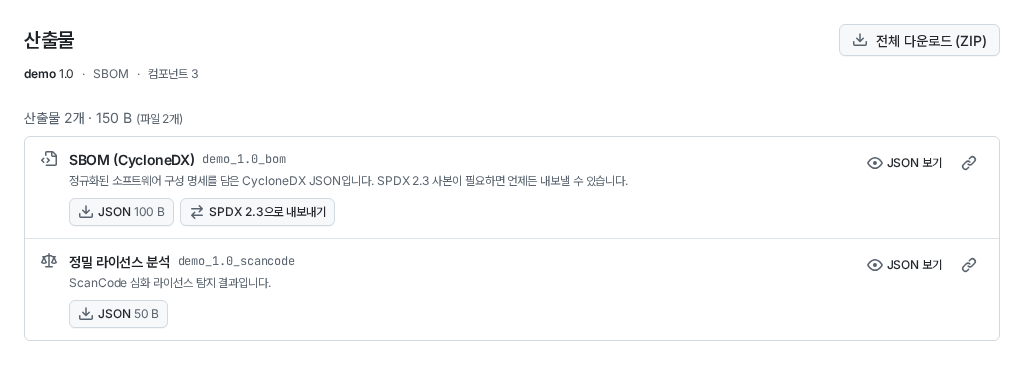 산출물
전체 다운로드 (ZIP)
demo 1.0 · SBOM · 컴포넌트 3
산출물 2개 · 150 B (파일 2개)
SBOM (CycloneDX) demo_1.0_bom
JSON 보기
정규화된 소프트웨어 구성 명세를 담은 CycloneDX JSON입니다. SPDX 2.3 사본이 필요하면 언제든 내보낼 수 있습니다.
JSON 100 B
SPDX 2.3으로 내보내기
정밀 라이선스 분석 demo_1.0_scancode
JSON 보기
ScanCode 심화 라이선스 탐지 결과입니다.
JSON 50 B